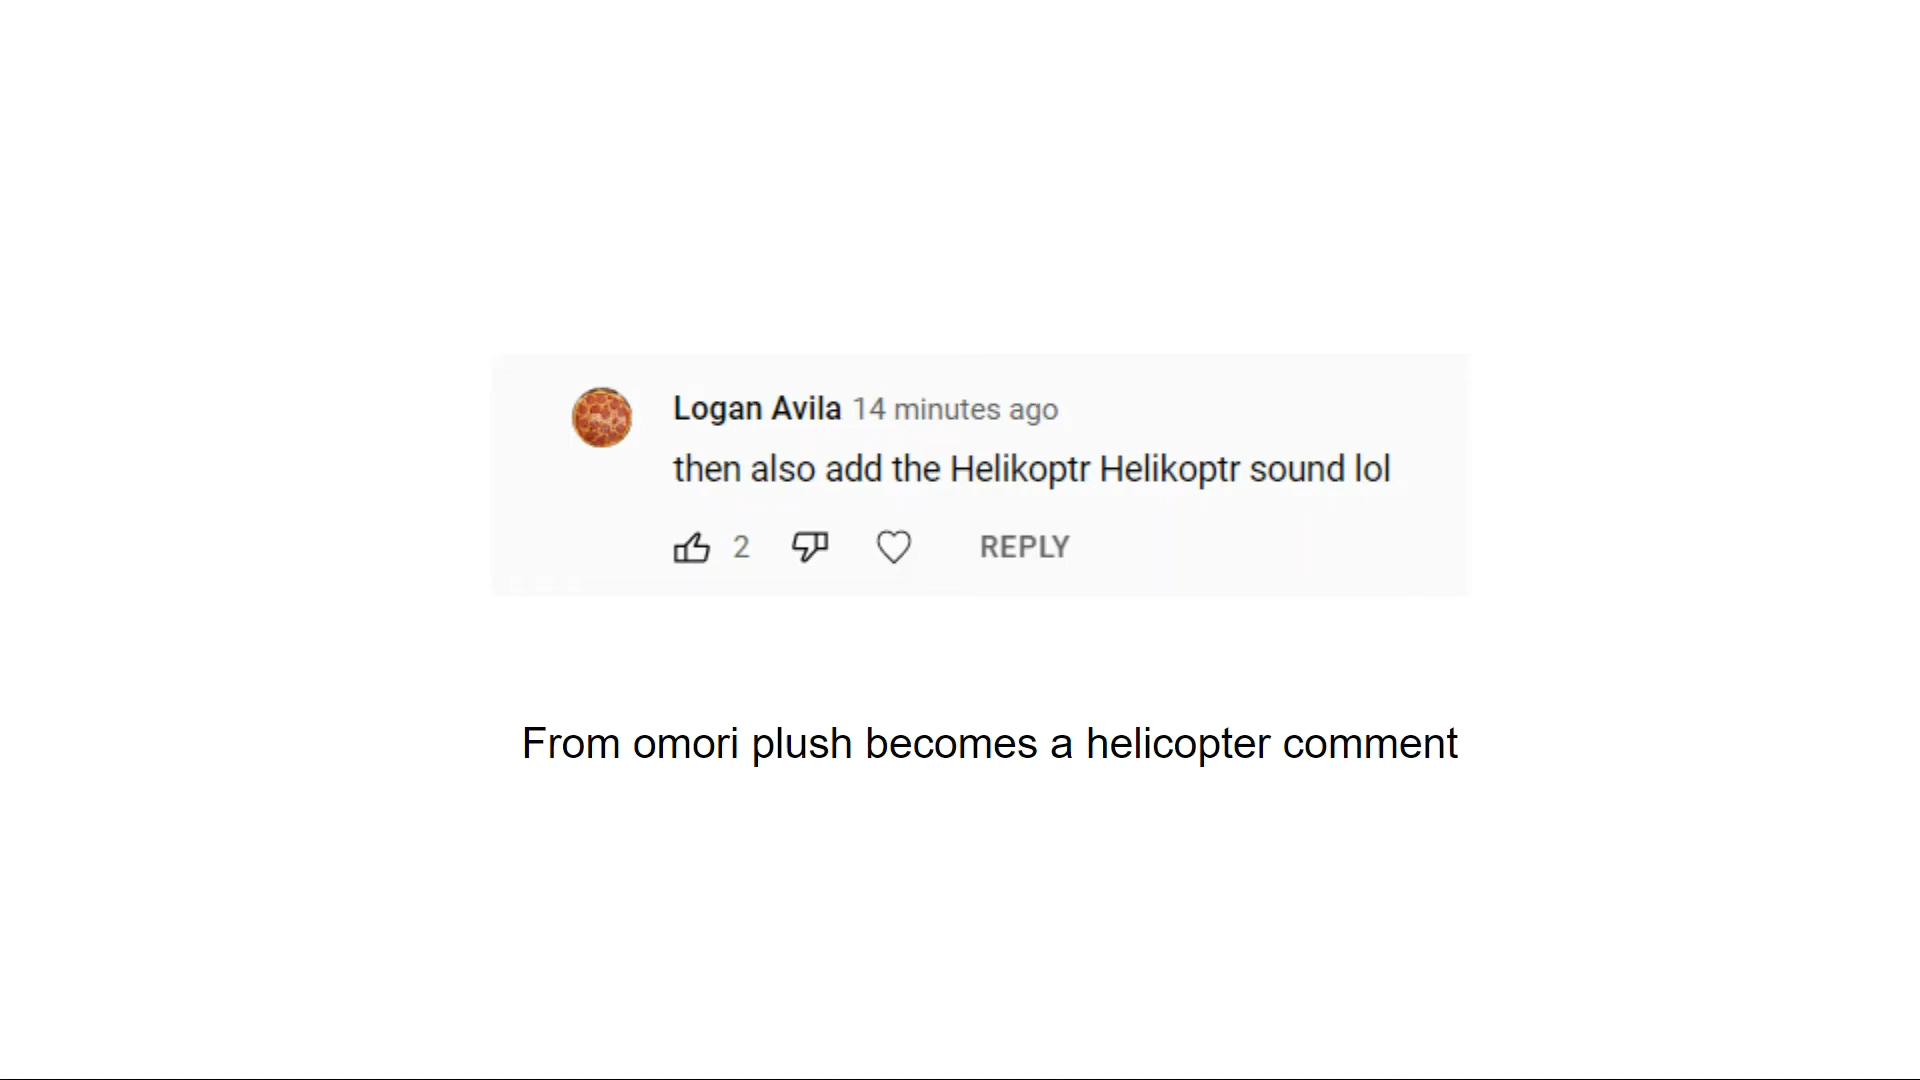 Logan Avila 14 minutes ago
then also add the Helikoptr Helikoptr sound lol
2 REPLY
From omori plush becomes a helicopter comment